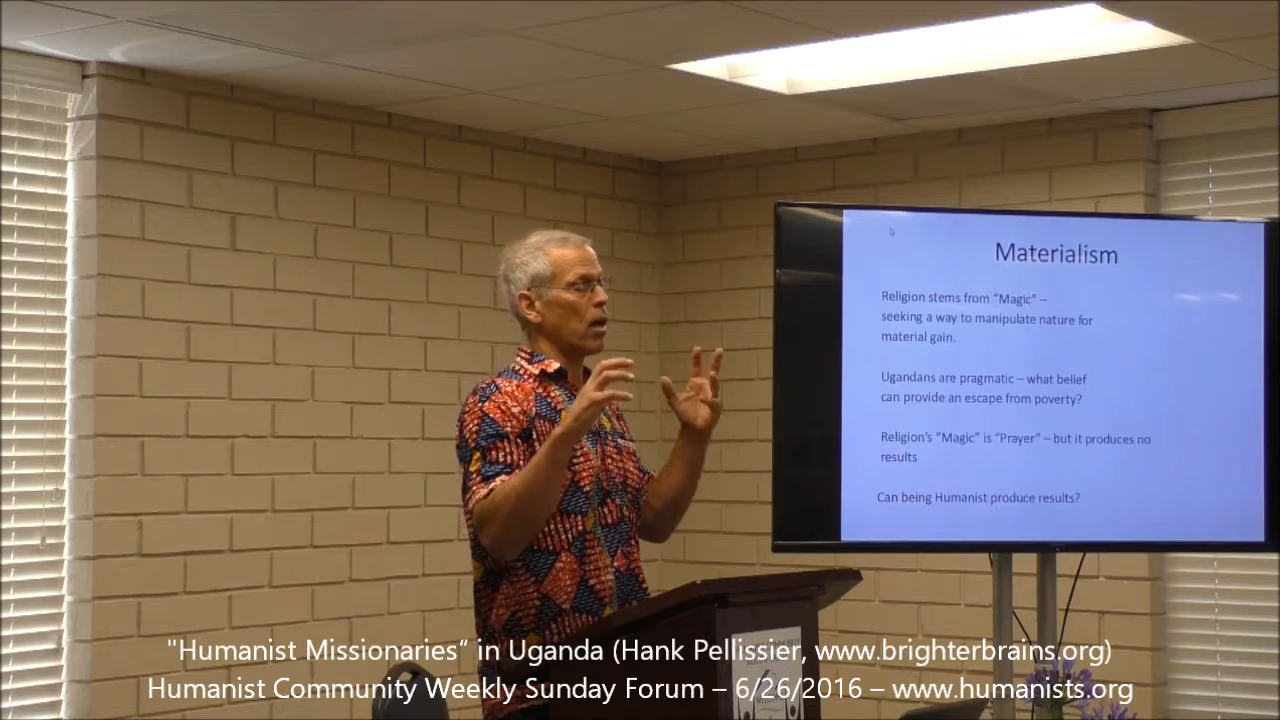 Materialism
Religion stems from “Magic” –
seeking a way to manipulate nature for
material gain.
Ugandans are pragmatic – what belief
can provide an escape from poverty?
Religion’s “Magic” is “Prayer” – but it produces no
results
Can being Humanist produce results?
"Humanist Missionaries“ in Uganda (Hank Pellissier, www.brighterbrains.org)
Humanist Community Weekly Sunday Forum – 6/26/2016 – www.humanists.org